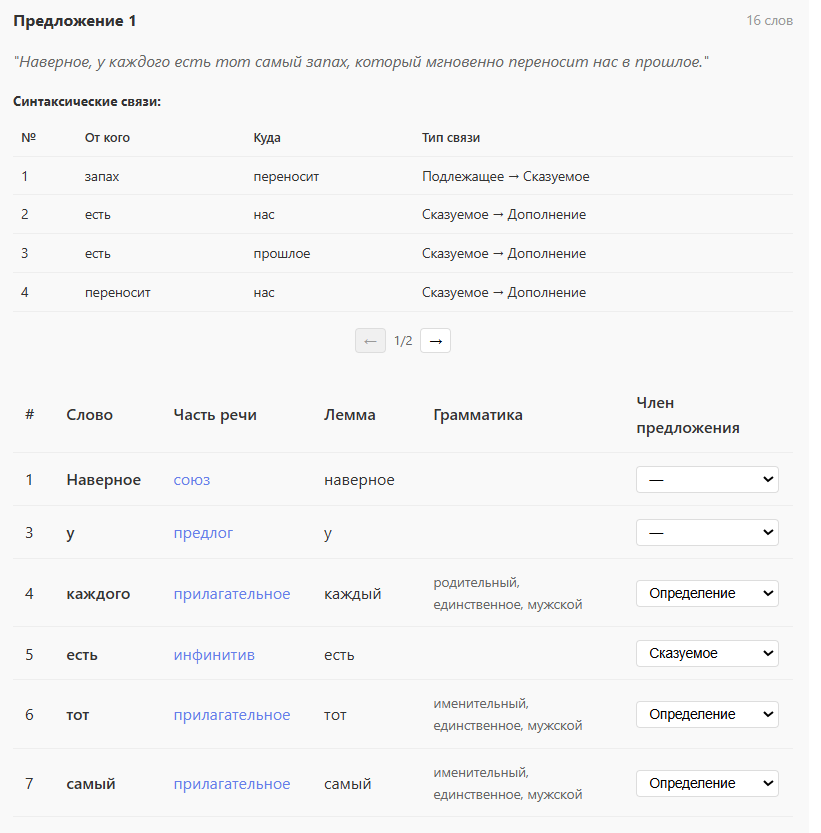 Предложение 1 16 слов
"Наверное, у каждого есть тот самый запах, который мгновенно переносит нас в прошлое."
Синтаксические связи:
№ От кого Куда Тип связи
1 запах переносит Подлежащее → Сказуемое
2 есть нас Сказуемое → Дополнение
3 есть прошлое Сказуемое → Дополнение
4 переносит нас Сказуемое → Дополнение
← 1/2 →
# Слово Часть речи Лемма Грамматика Член
предложения
1 Наверное союз наверное —
3 у предлог у —
4 каждого прилагательное каждый родительный,
единственное, мужской Определение
5 есть инфинитив есть Сказуемое
6 тот прилагательное тот именительный,
единственное, мужской Определение
7 самый прилагательное самый именительный,
единственное, мужской Определение